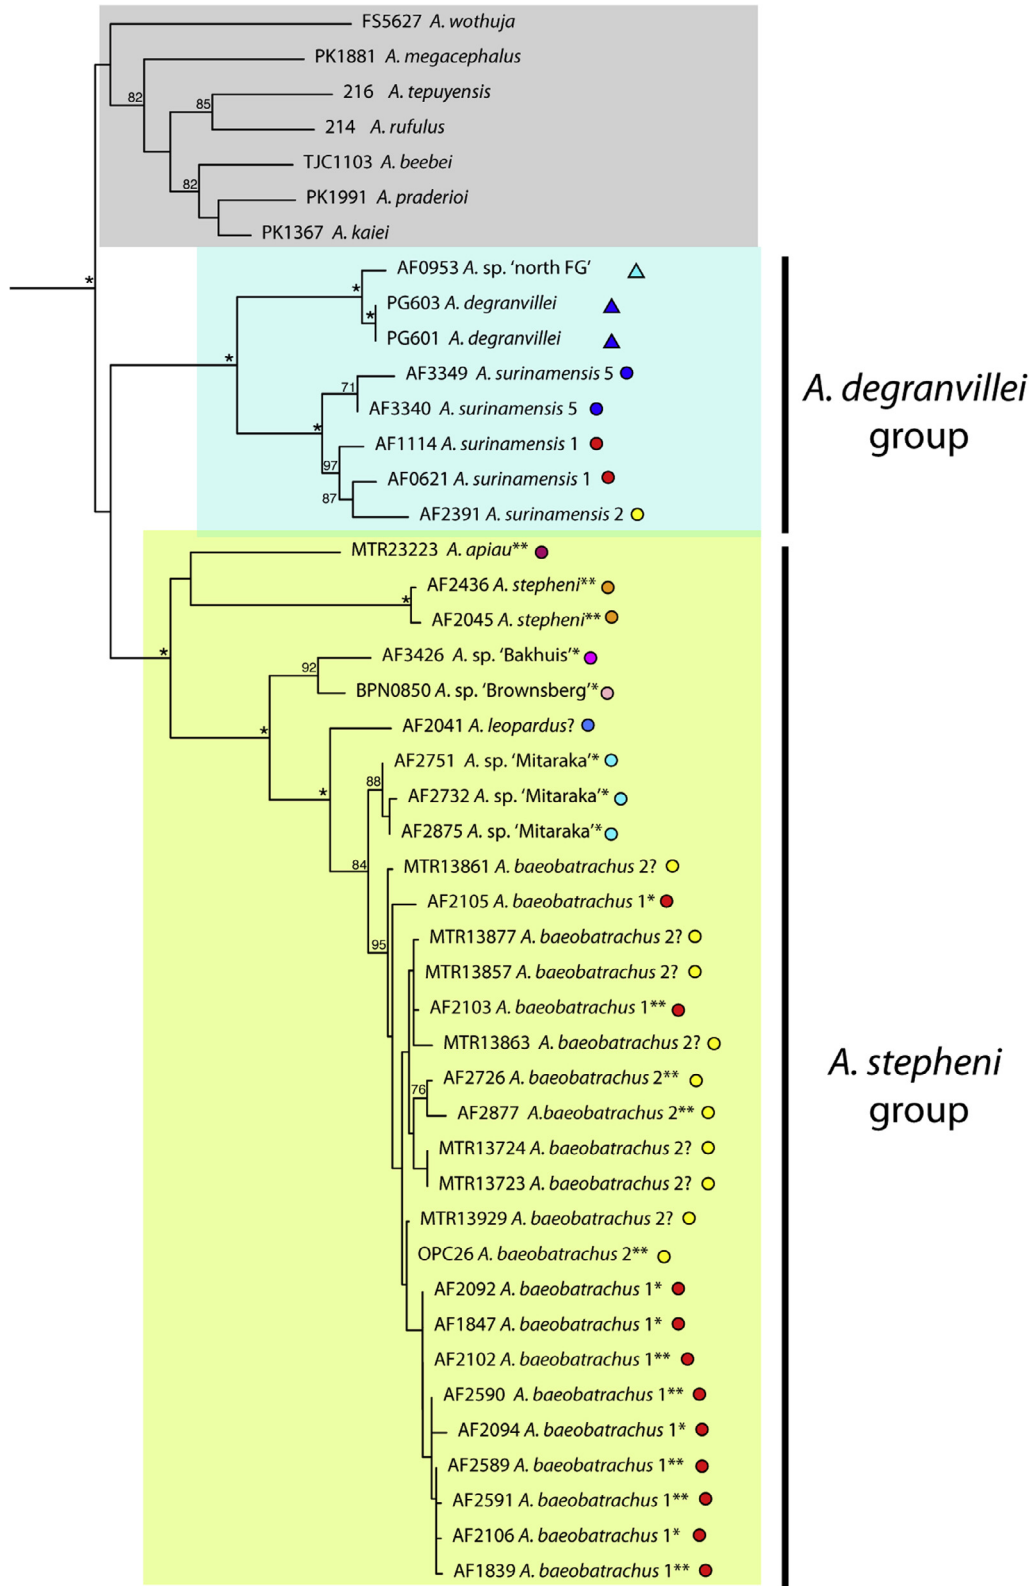 FS5627 A. wothuja
PK1881 A. megacephalus
82
216 A. tepuyensis
85
214 A. rufulus
TJC1103 A. beebei
82
PK1991 A. praderioi
PK1367 A. kaiei
*
AF0953 A. sp. ‘north FG’
*
PG603 A. degranvillei
*
PG601 A. degranvillei
*
AF3349 A. surinamensis 5
71
AF3340 A. surinamensis 5
*
AF1114 A. surinamensis 1
97
AF0621 A. surinamensis 1
87
AF2391 A. surinamensis 2
A. degranvillei
group
MTR23223 A. apiau**
AF2436 A. stepheni**
*
AF2045 A. stepheni**
*
AF3426 A. sp. ‘Bakhuis’*
92
BPN0850 A. sp. ‘Brownsberg’*
*
AF2041 A. leopardus?
AF2751 A. sp. ‘Mitaraka’*
88
*
AF2732 A. sp. ‘Mitaraka’*
AF2875 A. sp. ‘Mitaraka’*
84
MTR13861 A. baeobatrachus 2?
AF2105 A. baeobatrachus 1*
95
MTR13877 A. baeobatrachus 2?
MTR13857 A. baeobatrachus 2?
AF2103 A. baeobatrachus 1**
MTR13863 A. baeobatrachus 2?
AF2726 A. baeobatrachus 2**
76
AF2877 A.baeobatrachus 2**
MTR13724 A. baeobatrachus 2?
MTR13723 A. baeobatrachus 2?
MTR13929 A. baeobatrachus 2?
OPC26 A. baeobatrachus 2**
AF2092 A. baeobatrachus 1*
AF1847 A. baeobatrachus 1*
AF2102 A. baeobatrachus 1**
AF2590 A. baeobatrachus 1**
AF2094 A. baeobatrachus 1*
AF2589 A. baeobatrachus 1**
AF2591 A. baeobatrachus 1**
AF2106 A. baeobatrachus 1*
AF1839 A. baeobatrachus 1**
A. stepheni
group